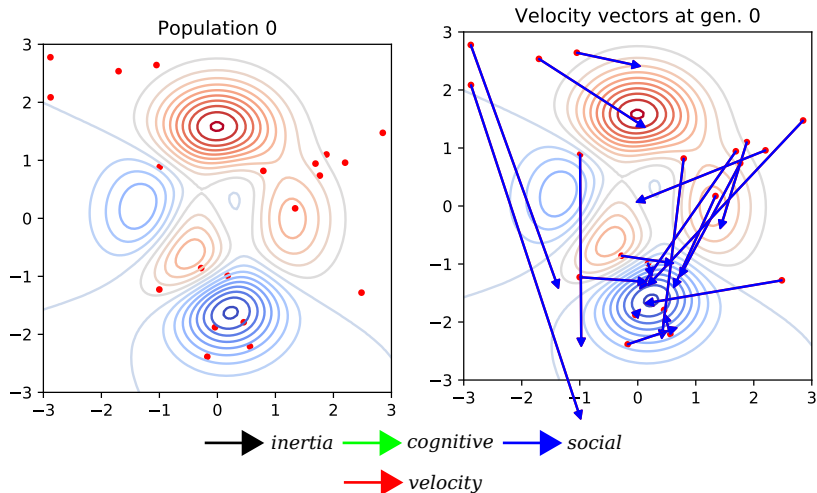 Population 0
Velocity vectors at gen. 0
3
2
1
0
−1
−2
−3
−3 −2 −1 0 1 2 3
3
2
1
0
−1
−2
−3
−3 −2 −1 0 1 2 3
inertia cognitive social
velocity